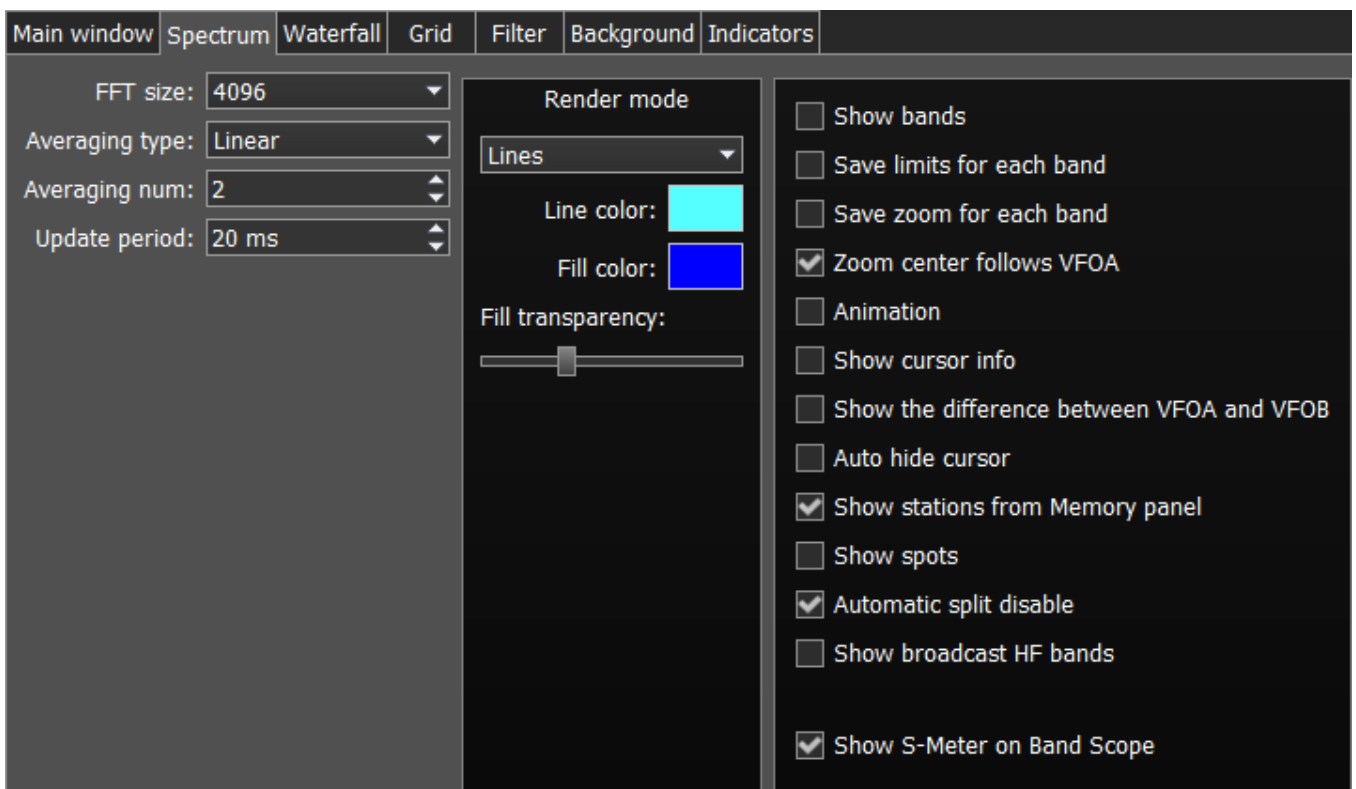 Main window Spectrum Waterfall Grid Filter Background Indicators
FFT size: 4096
Averaging type: Linear
Averaging num: 2
Update period: 20 ms
Render mode
Lines
Line color:
Fill color:
Fill transparency:
Show bands
Save limits for each band
Save zoom for each band
Zoom center follows VFOA
Animation
Show cursor info
Show the difference between VFOA and VFOB
Auto hide cursor
Show stations from Memory panel
Show spots
Automatic split disable
Show broadcast HF bands
Show S-Meter on Band Scope